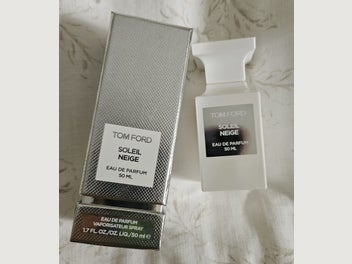 TOM FORD
SOLEIL
NEIGE
EAU DE PARFUM
50 ML
EAU DE PARFUM
VAPORISATEUR SPRAY
1.7 FL. OZ./OZ. LIQ./50 ml ℮
TOM FORD
SOLEIL
NEIGE
EAU DE PARFUM
50 ML